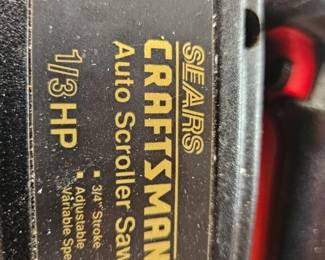 SEARS
CRAFTSMAN
Auto Scroller Saw
1/3 HP
▪ 3/4" Stroke
▪ Adjustable
Variable Spe